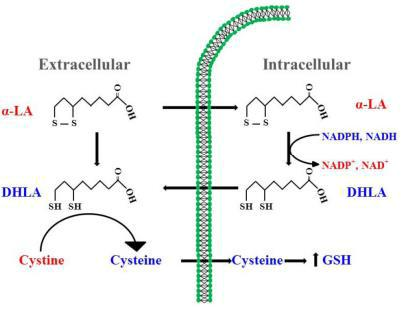 Extracellular Intracellular
α-LA
S S
O
OH
α-LA
S S
O
OH
NADPH, NADH
NADP⁺, NAD⁺
DHLA
SH SH
O
OH
DHLA
SH SH
O
OH
Cystine Cysteine Cysteine GSH